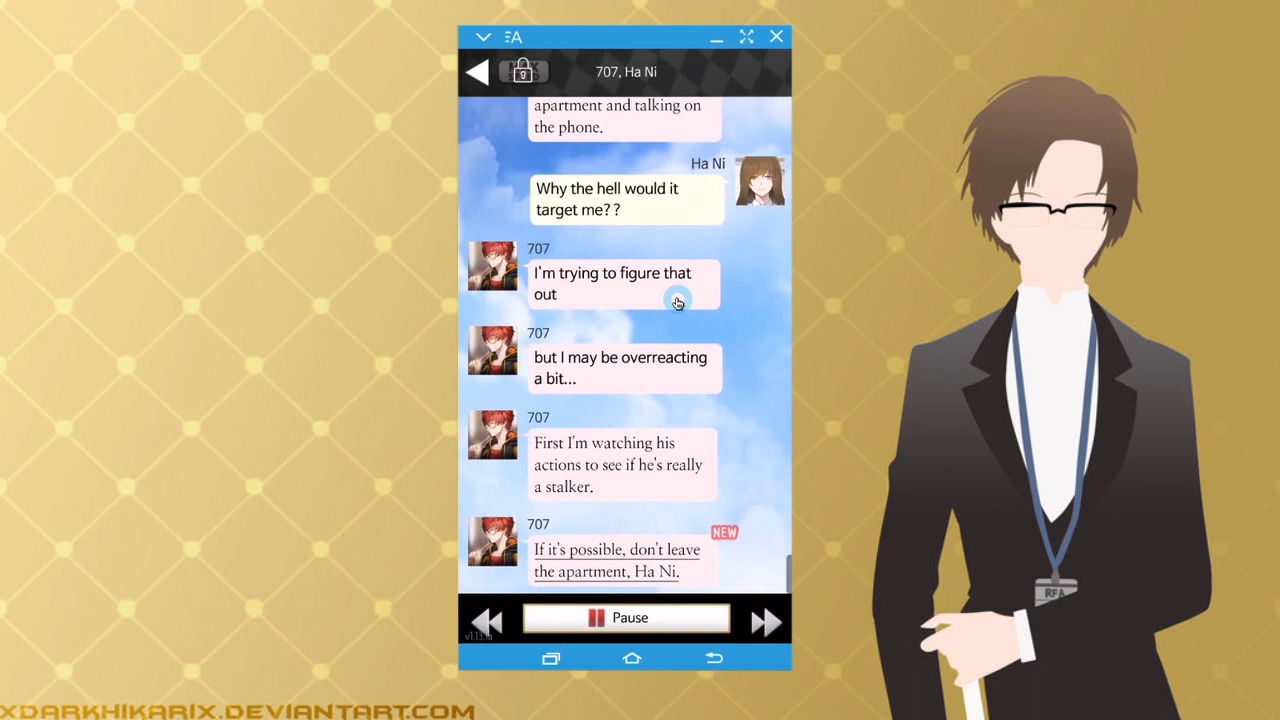 ΞA
707, Ha Ni
apartment and talking on
the phone.
Ha Ni
Why the hell would it
target me??
707
I'm trying to figure that
out
707
but I may be overreacting
a bit...
707
First I'm watching his
actions to see if he's really
a stalker.
707
NEW
If it's possible, don't leave
the apartment, Ha Ni.
Pause
RFA
XDARKHIKARIX.DEVIANTART.COM